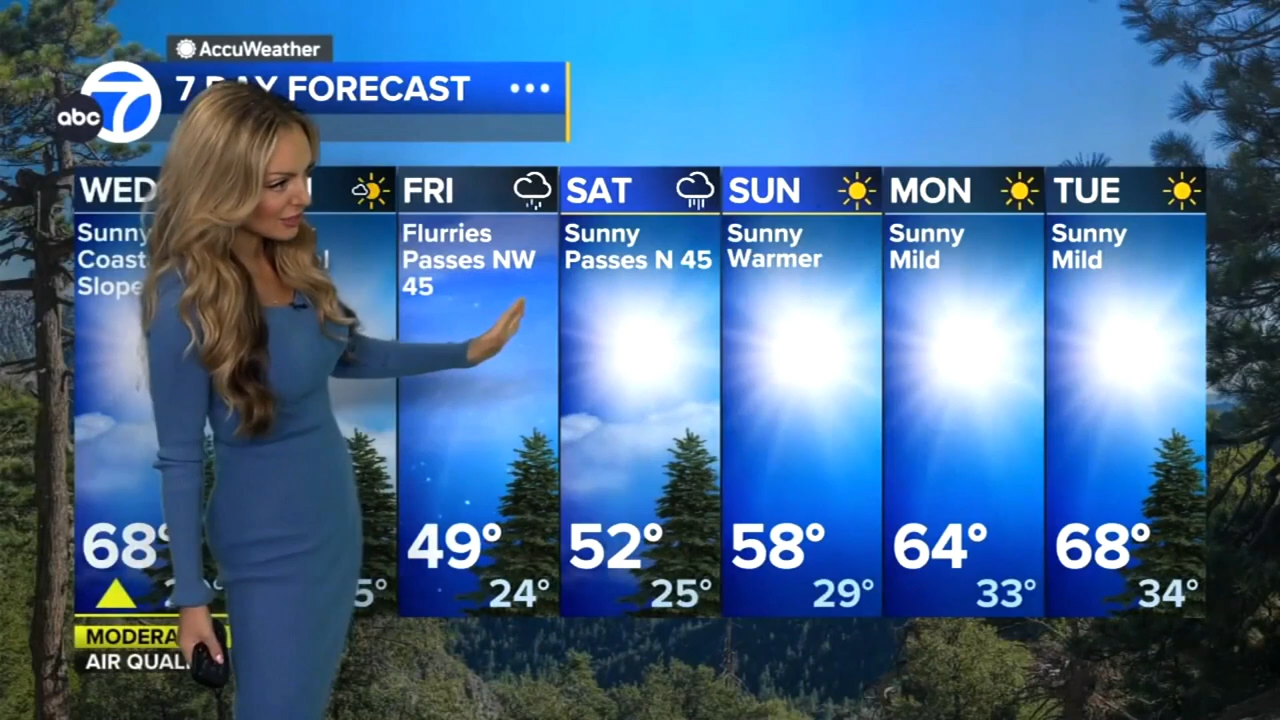 AccuWeather
abc 7
7 DAY FORECAST
WED
FRI
SAT
SUN
MON
TUE
Sunny
Coast
Slope
Flurries
Passes NW
45
Sunny
Passes N 45
Sunny
Warmer
Sunny
Mild
Sunny
Mild
68°
49°
52°
58°
64°
68°
24°
25°
29°
33°
34°
MODERA
AIR QUAL